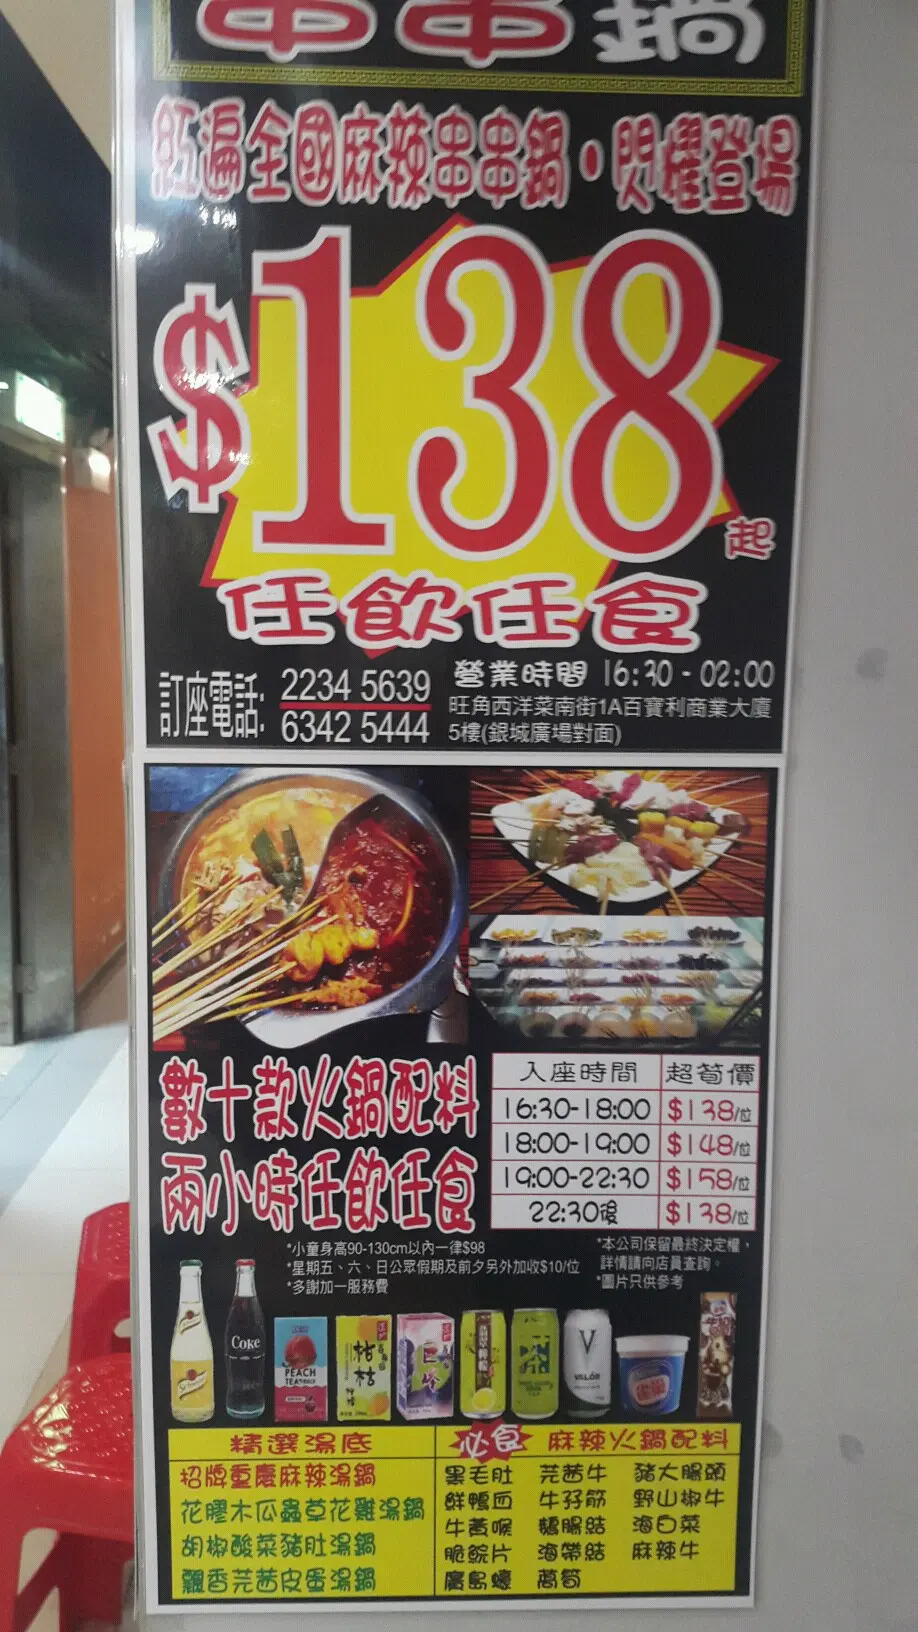 串串鍋
紅遍全國麻辣串串鍋·閃耀登場
$138起
任飲任食
訂座電話: 2234 5639
6342 5444
營業時間 16:30 - 02:00
旺角西洋菜南街1A百寶利商業大廈
5樓(銀城廣場對面)
數十款火鍋配料
兩小時任飲任食
入座時間 超筍價
16:30-18:00 $138/位
18:00-19:00 $148/位
19:00-22:30 $158/位
22:30後 $138/位
*小童身高90-130cm以內一律$98
*星期五、六、日公眾假期及前夕另外加收$10/位
*多謝加一服務費
*本公司保留最終決定權，
詳情請向店員查詢。
*圖片只供參考
Schweppes
Coke
PEACH
TEA
桔
VALOR
精選湯底
招牌重慶麻辣湯鍋
花膠木瓜蟲草花雞湯鍋
胡椒酸菜豬肚湯鍋
飄香芫茜皮蛋湯鍋
必食 麻辣火鍋配料
黑毛肚 芫茜牛 豬大腸頭
鮮鴨血 牛孖筋 野山椒牛
牛黃喉 鵝腸結 海白菜
脆鯇片 海帶結 麻辣牛
廣島蠔 萵筍